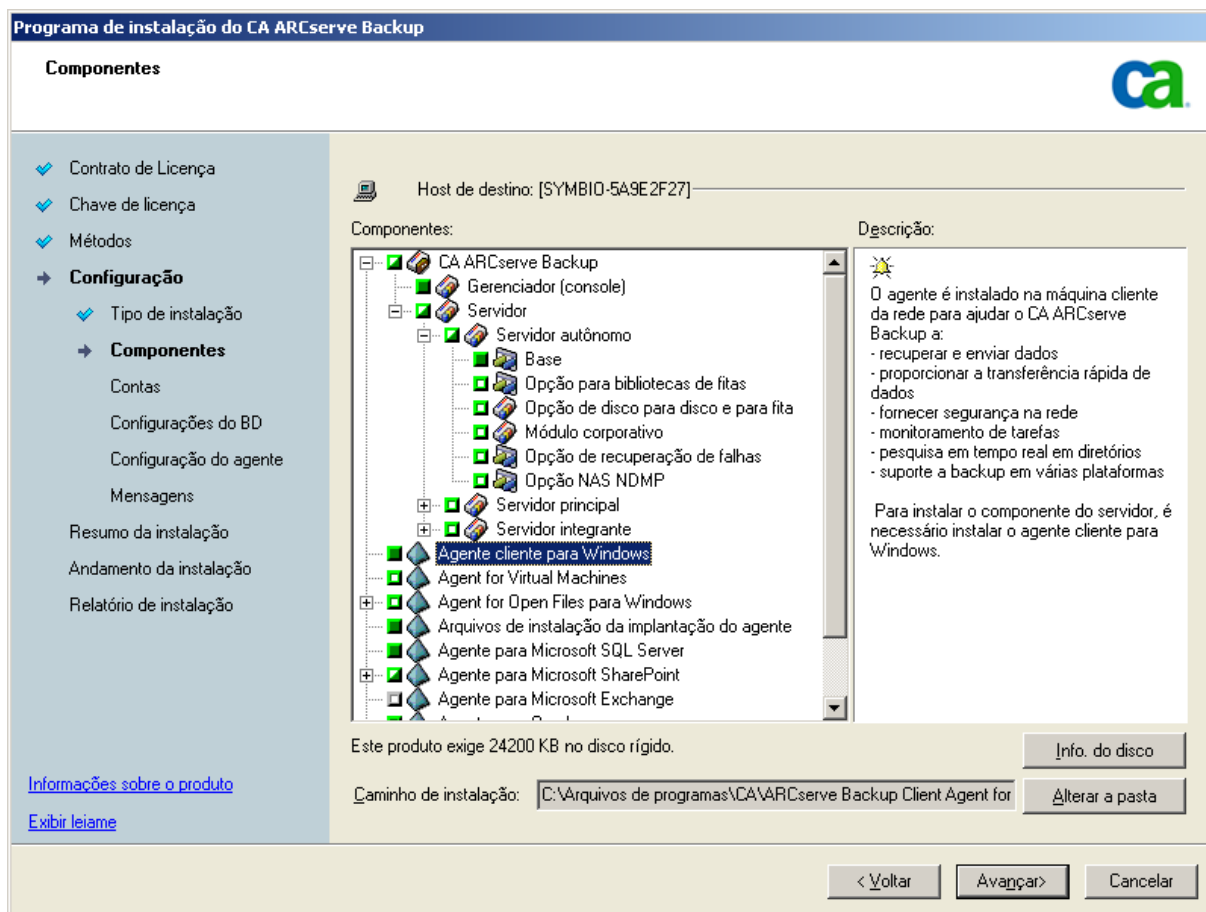 Programa de instalação do CA ARCserve Backup
Componentes
ca
Contrato de Licença
Chave de licença
Métodos
Configuração
Tipo de instalação
Componentes
Contas
Configurações do BD
Configuração do agente
Mensagens
Resumo da instalação
Andamento da instalação
Relatório de instalação
Informações sobre o produto
Exibir leiame
Host de destino: [SYMBIO-5A9E2F27]
Componentes:
CA ARCserve Backup
Gerenciador (console)
Servidor
Servidor autônomo
Base
Opção para bibliotecas de fitas
Opção de disco para disco e para fita
Módulo corporativo
Opção de recuperação de falhas
Opção NAS NDMP
Servidor principal
Servidor integrante
Agente cliente para Windows
Agent for Virtual Machines
Agent for Open Files para Windows
Arquivos de instalação da implantação do agente
Agente para Microsoft SQL Server
Agente para Microsoft SharePoint
Agente para Microsoft Exchange
Descrição:
O agente é instalado na máquina cliente
da rede para ajudar o CA ARCserve
Backup a:
- recuperar e enviar dados
- proporcionar a transferência rápida de
dados
- fornecer segurança na rede
- monitoramento de tarefas
- pesquisa em tempo real em diretórios
- suporte a backup em várias plataformas
Para instalar o componente do servidor, é
necessário instalar o agente cliente para
Windows.
Este produto exige 24200 KB no disco rígido.
Info. do disco
Caminho de instalação:
C:\Arquivos de programas\CA\ARCserve Backup Client Agent for
Alterar a pasta
< Voltar
Avançar>
Cancelar